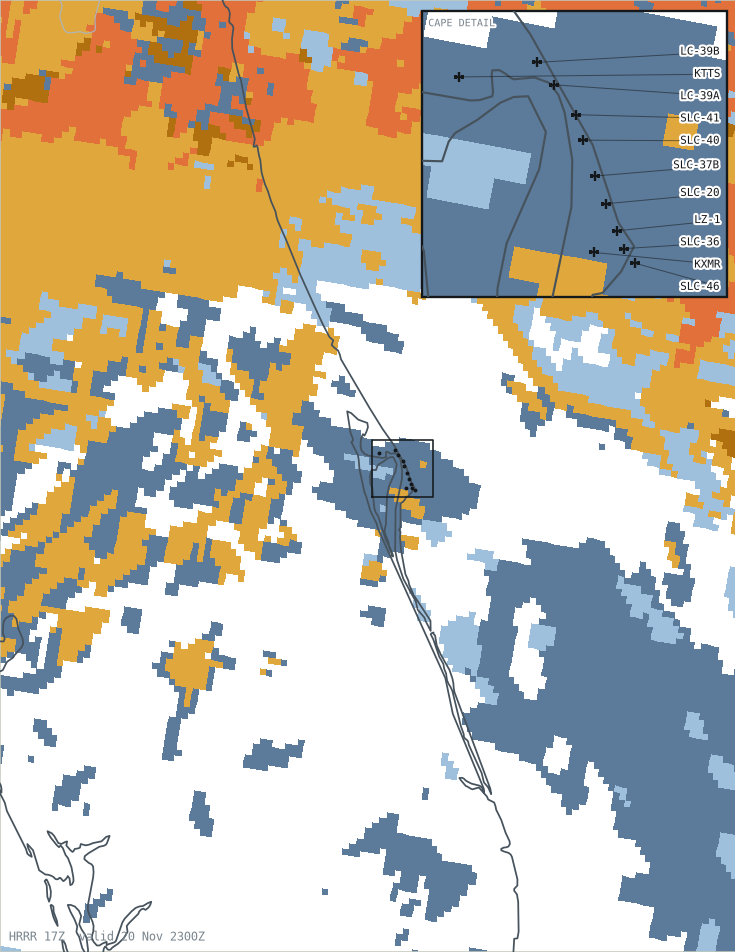 CAPE DETAIL
LC-39B
KTTS
LC-39A
SLC-41
SLC-40
SLC-37B
SLC-20
LZ-1
SLC-36
KXMR
SLC-46
HRRR 17Z  valid 20 Nov 2300Z